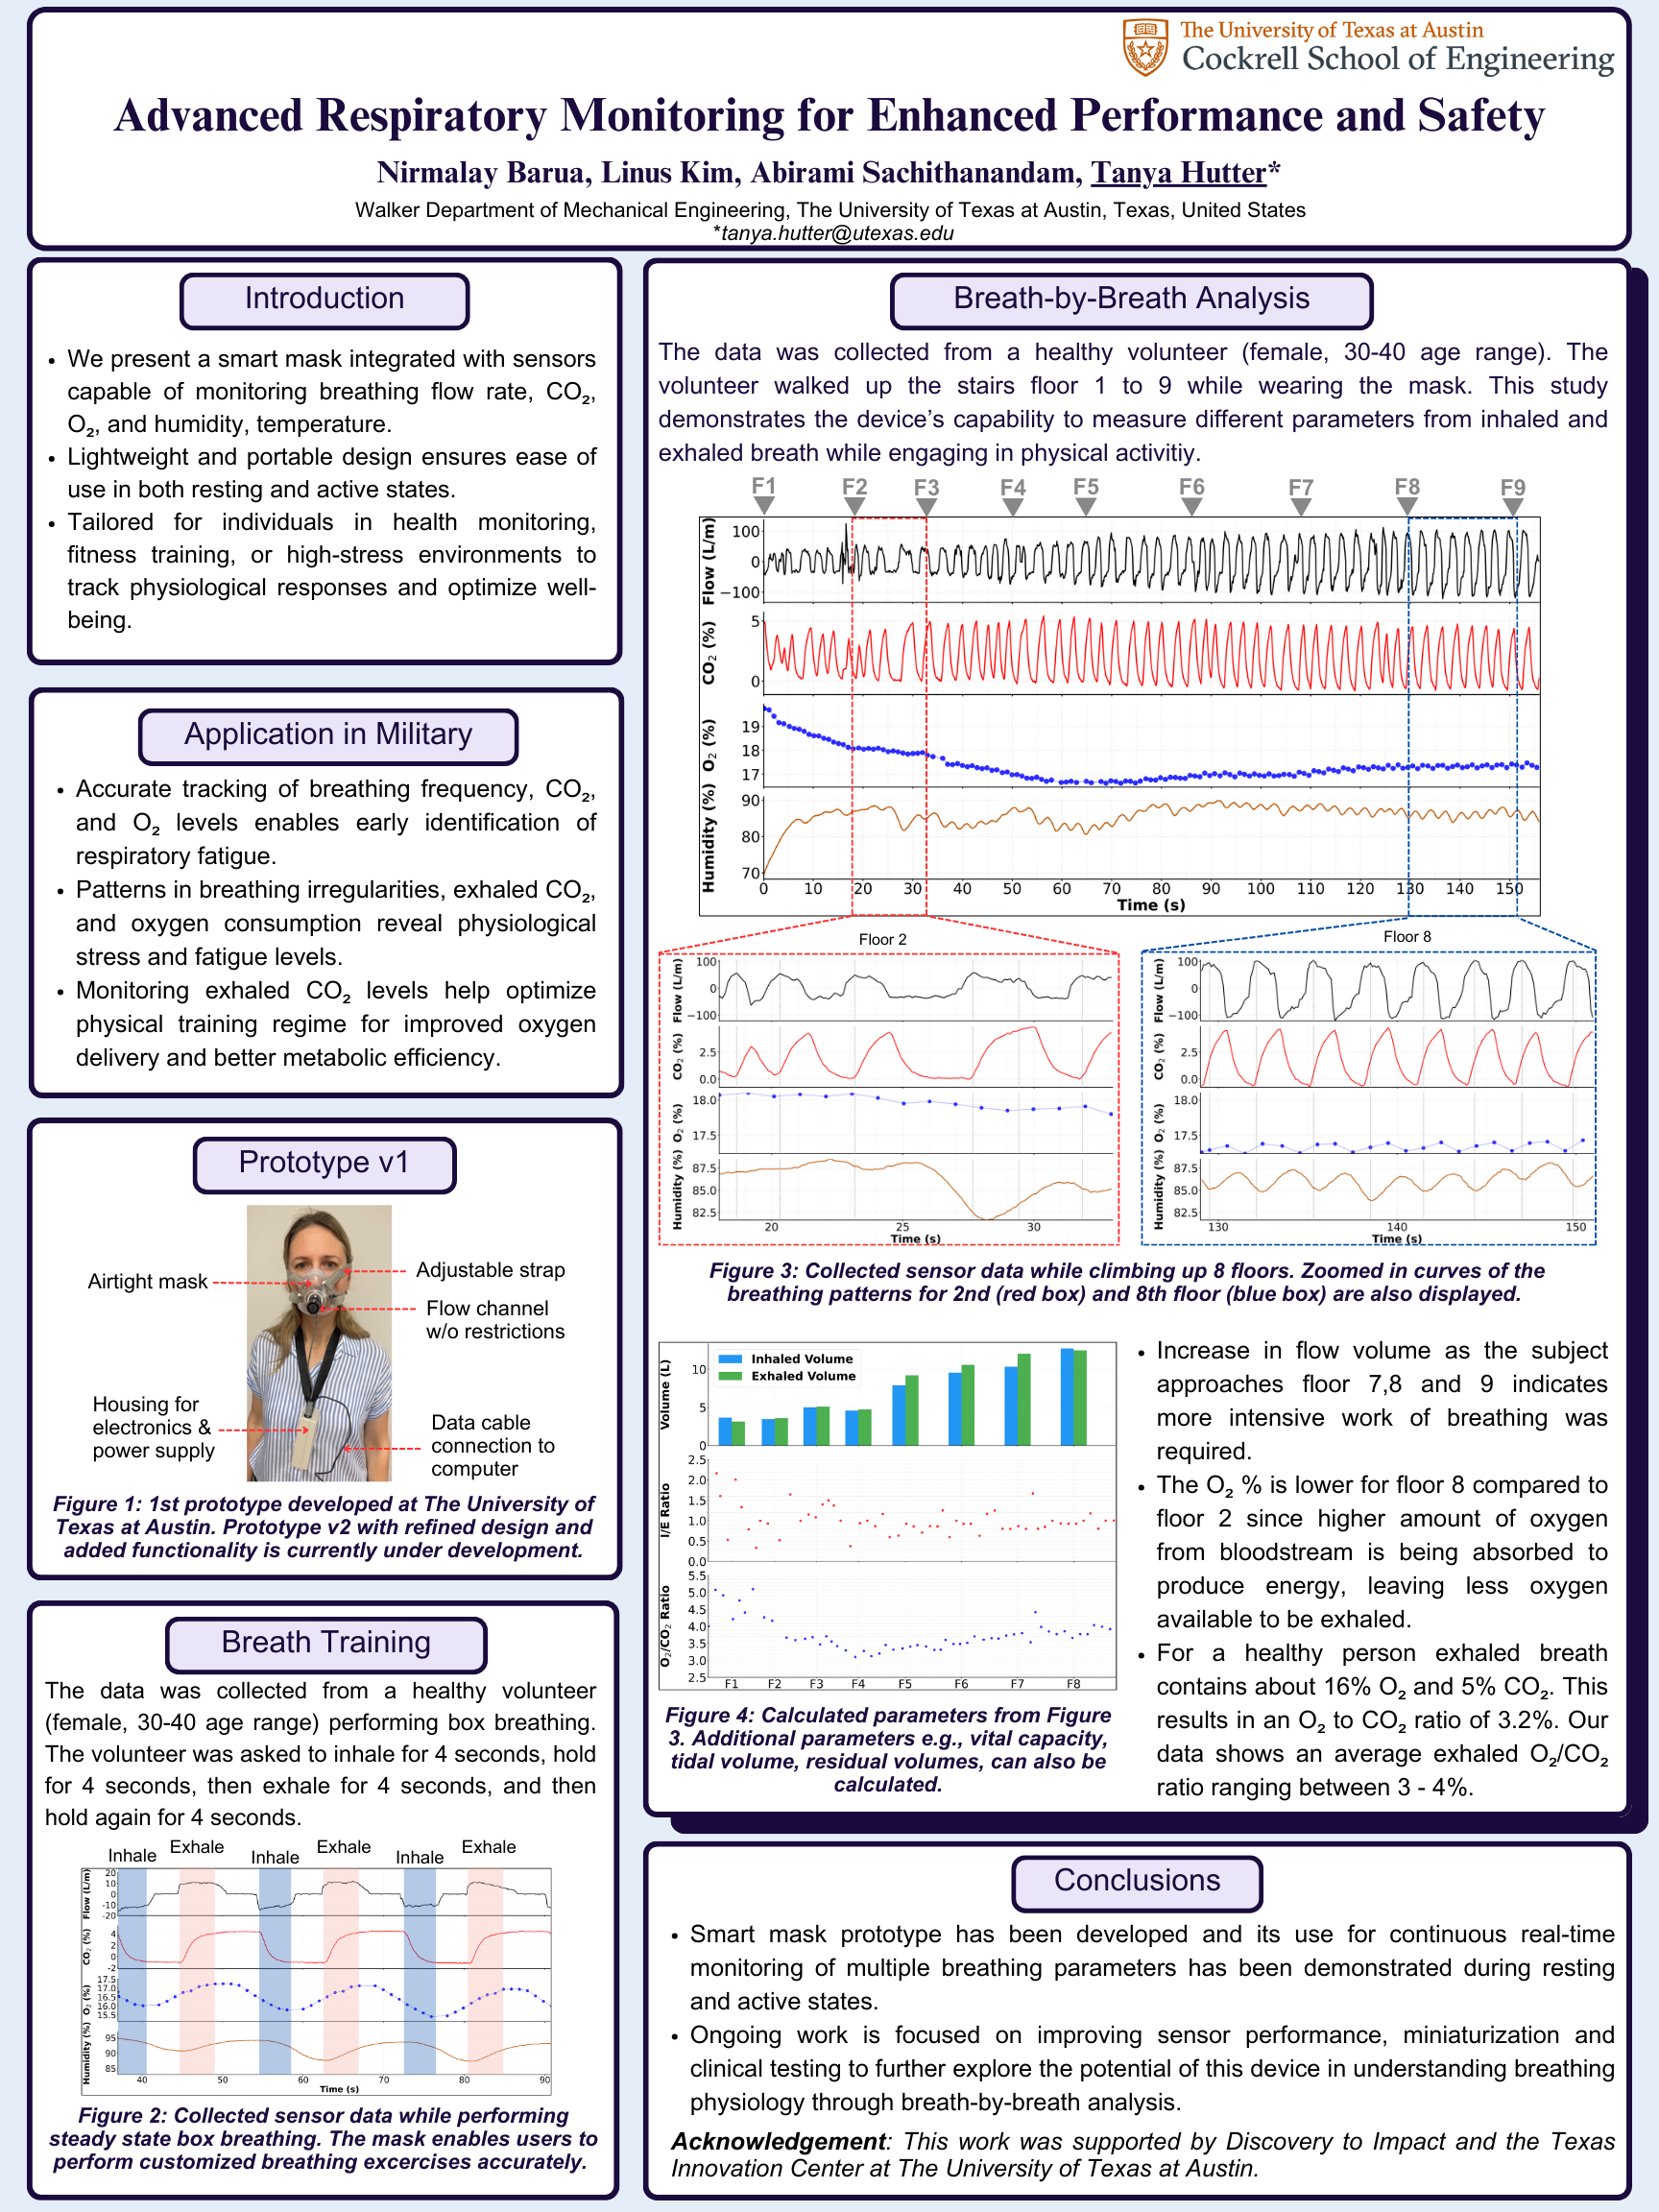 The University of Texas at Austin
Cockrell School of Engineering
Advanced Respiratory Monitoring for Enhanced Performance and Safety
Nirmalay Barua, Linus Kim, Abirami Sachithanandam, Tanya Hutter*
Walker Department of Mechanical Engineering, The University of Texas at Austin, Texas, United States
*tanya.hutter@utexas.edu
Introduction
• We present a smart mask integrated with sensors
capable of monitoring breathing flow rate, CO₂,
O₂, and humidity, temperature.
• Lightweight and portable design ensures ease of
use in both resting and active states.
• Tailored for individuals in health monitoring,
fitness training, or high-stress environments to
track physiological responses and optimize well-
being.
Application in Military
• Accurate tracking of breathing frequency, CO₂,
and O₂ levels enables early identification of
respiratory fatigue.
• Patterns in breathing irregularities, exhaled CO₂,
and oxygen consumption reveal physiological
stress and fatigue levels.
• Monitoring exhaled CO₂ levels help optimize
physical training regime for improved oxygen
delivery and better metabolic efficiency.
Prototype v1
Airtight mask
Adjustable strap
Flow channel
w/o restrictions
Housing for
electronics &
power supply
Data cable
connection to
computer
Figure 1: 1st prototype developed at The University of
Texas at Austin. Prototype v2 with refined design and
added functionality is currently under development.
Breath Training
The data was collected from a healthy volunteer
(female, 30-40 age range) performing box breathing.
The volunteer was asked to inhale for 4 seconds, hold
for 4 seconds, then exhale for 4 seconds, and then
hold again for 4 seconds.
Inhale Exhale Inhale Exhale Inhale Exhale
Flow (L/m)
20
10
0
-10
-20
CO₂ (%)
4
2
0
-2
O₂ (%)
17.5
17.0
16.5
16.0
15.5
Humidity (%)
95
90
85
40 50 60 70 80 90
Time (s)
Figure 2: Collected sensor data while performing
steady state box breathing. The mask enables users to
perform customized breathing excercises accurately.
Breath-by-Breath Analysis
The data was collected from a healthy volunteer (female, 30-40 age range). The
volunteer walked up the stairs floor 1 to 9 while wearing the mask. This study
demonstrates the device's capability to measure different parameters from inhaled and
exhaled breath while engaging in physical activitiy.
F1 F2 F3 F4 F5 F6 F7 F8 F9
Flow (L/m)
100
0
−100
CO₂ (%)
5
0
O₂ (%)
19
18
17
Humidity (%)
90
80
70
0 10 20 30 40 50 60 70 80 90 100 110 120 130 140 150
Time (s)
Floor 2
Flow (L/m)
100
0
−100
CO₂ (%)
2.5
0.0
O₂ (%)
18.0
17.5
Humidity (%)
87.5
85.0
82.5
20 25 30
Time (s)
Floor 8
Flow (L/m)
100
0
−100
CO₂ (%)
2.5
0.0
O₂ (%)
18.0
17.5
Humidity (%)
87.5
85.0
82.5
130 140 150
Time (s)
Figure 3: Collected sensor data while climbing up 8 floors. Zoomed in curves of the
breathing patterns for 2nd (red box) and 8th floor (blue box) are also displayed.
Volume (L)
10
5
0
Inhaled Volume
Exhaled Volume
I/E Ratio
2.5
2.0
1.5
1.0
0.5
0.0
O₂/CO₂ Ratio
5.5
5.0
4.5
4.0
3.5
3.0
2.5
F1 F2 F3 F4 F5 F6 F7 F8
Figure 4: Calculated parameters from Figure
3. Additional parameters e.g., vital capacity,
tidal volume, residual volumes, can also be
calculated.
• Increase in flow volume as the subject
approaches floor 7,8 and 9 indicates
more intensive work of breathing was
required.
• The O₂ % is lower for floor 8 compared to
floor 2 since higher amount of oxygen
from bloodstream is being absorbed to
produce energy, leaving less oxygen
available to be exhaled.
• For a healthy person exhaled breath
contains about 16% O₂ and 5% CO₂. This
results in an O₂ to CO₂ ratio of 3.2%. Our
data shows an average exhaled O₂/CO₂
ratio ranging between 3 - 4%.
Conclusions
• Smart mask prototype has been developed and its use for continuous real-time
monitoring of multiple breathing parameters has been demonstrated during resting
and active states.
• Ongoing work is focused on improving sensor performance, miniaturization and
clinical testing to further explore the potential of this device in understanding breathing
physiology through breath-by-breath analysis.
Acknowledgement: This work was supported by Discovery to Impact and the Texas
Innovation Center at The University of Texas at Austin.